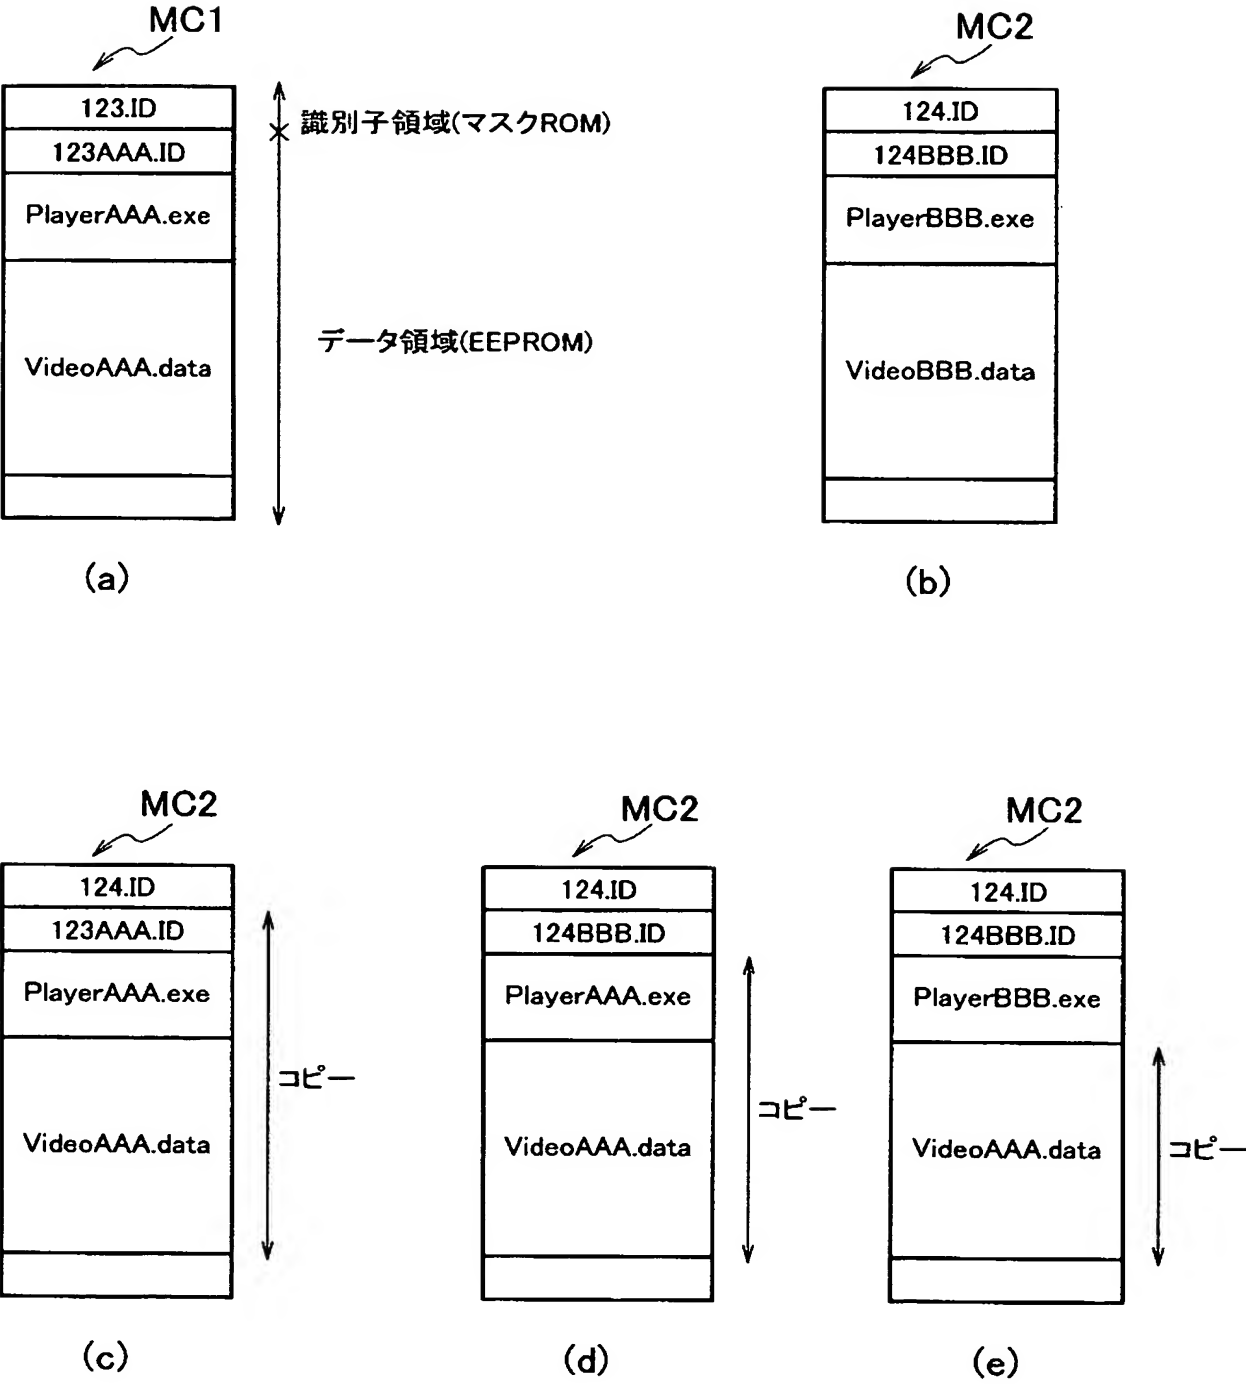 MC1
123.ID
123AAA.ID
PlayerAAA.exe
VideoAAA.data
識別子領域(マスクROM)
データ領域(EEPROM)
(a)
MC2
124.ID
124BBB.ID
PlayerBBB.exe
VideoBBB.data
(b)
MC2
124.ID
123AAA.ID
PlayerAAA.exe
VideoAAA.data
コピー
(c)
MC2
124.ID
124BBB.ID
PlayerAAA.exe
VideoAAA.data
コピー
(d)
MC2
124.ID
124BBB.ID
PlayerBBB.exe
VideoAAA.data
コピー
(e)